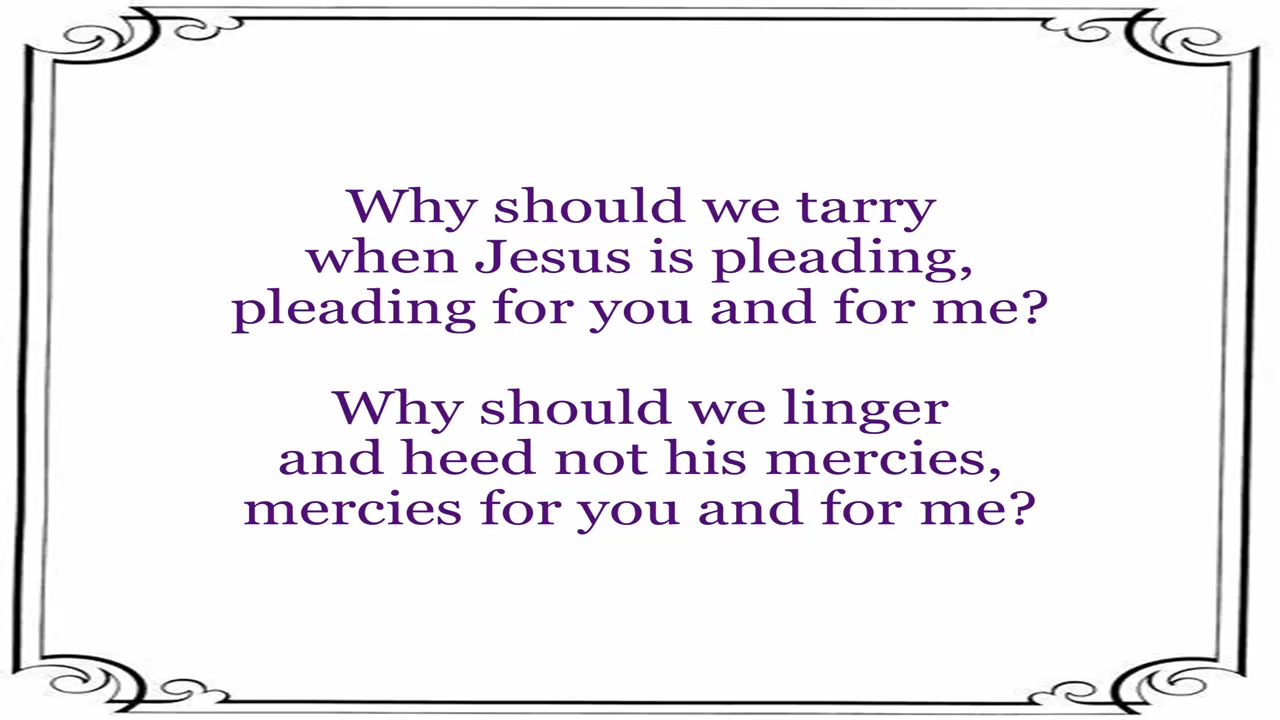 Why should we tarry
when Jesus is pleading,
pleading for you and for me?
Why should we linger
and heed not his mercies,
mercies for you and for me?